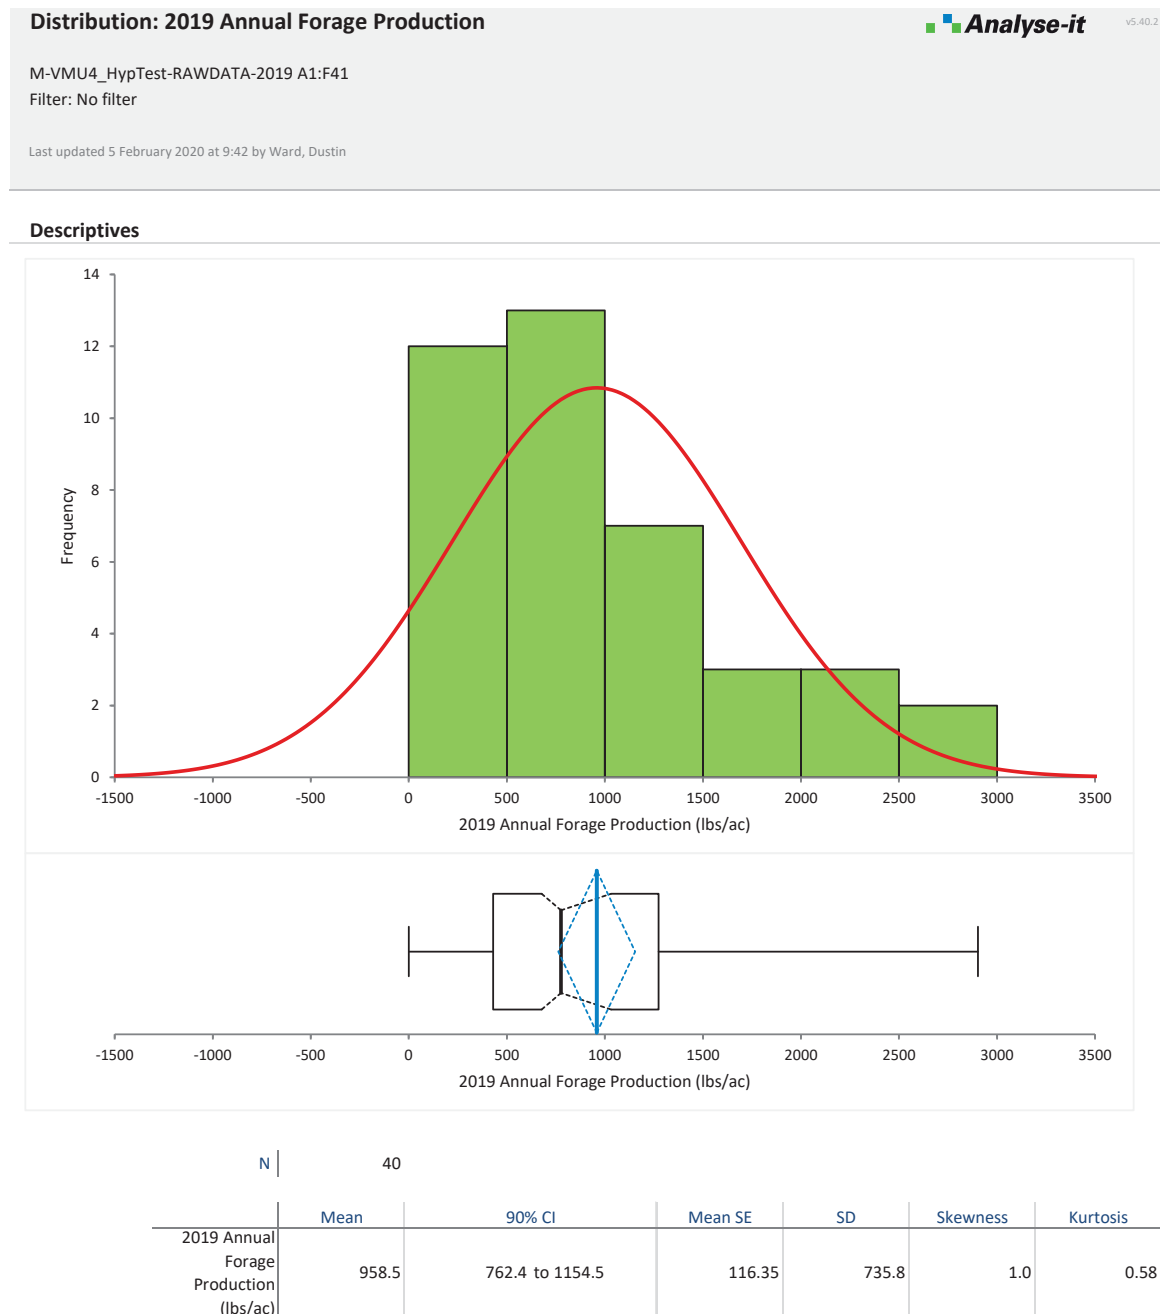 Distribution: 2019 Annual Forage Production
Analyse-it
v5.40.2
M-VMU4_HypTest-RAWDATA-2019 A1:F41
Filter: No filter
Last updated 5 February 2020 at 9:42 by Ward, Dustin
Descriptives
14
12
10
8
6
4
2
0
Frequency
-1500 -1000 -500 0 500 1000 1500 2000 2500 3000 3500
2019 Annual Forage Production (lbs/ac)
-1500 -1000 -500 0 500 1000 1500 2000 2500 3000 3500
2019 Annual Forage Production (lbs/ac)
N 40
Mean 90% CI Mean SE SD Skewness Kurtosis
2019 Annual
Forage
Production
(lbs/ac)
958.5 762.4 to 1154.5 116.35 735.8 1.0 0.58